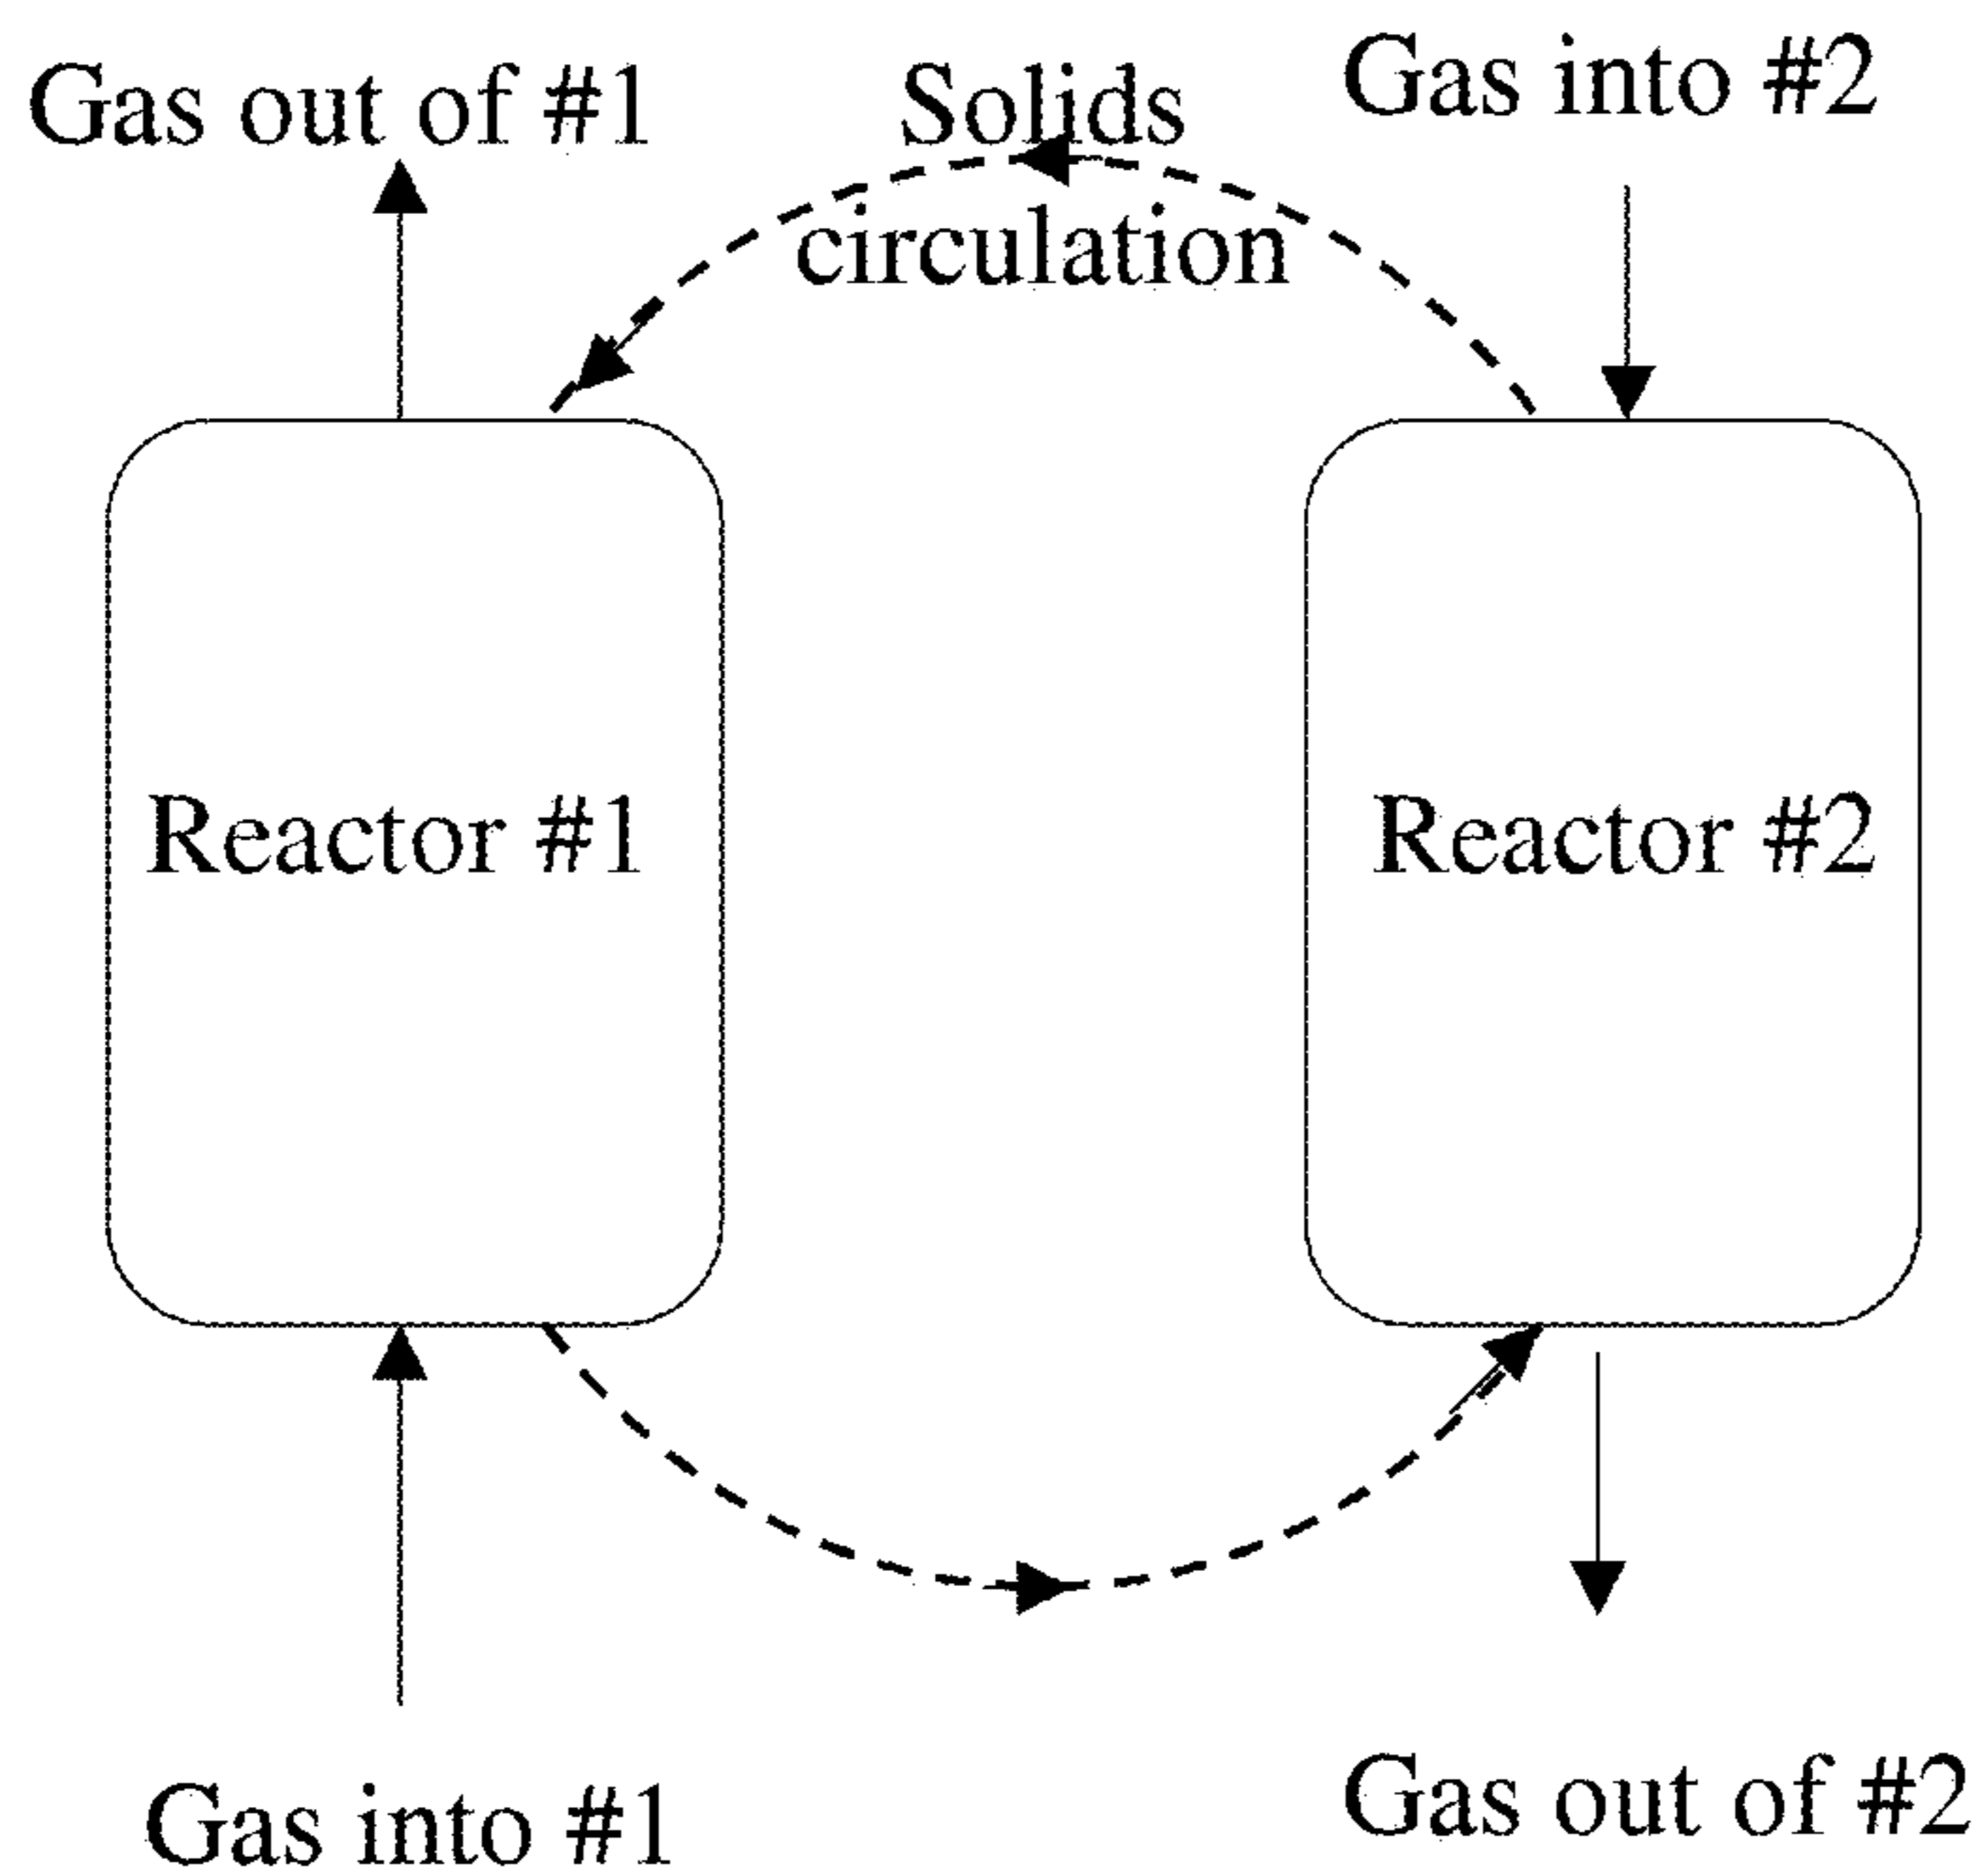 Gas out of #1
Solids
circulation
Gas into #2
Reactor #1
Reactor #2
Gas into #1
Gas out of #2